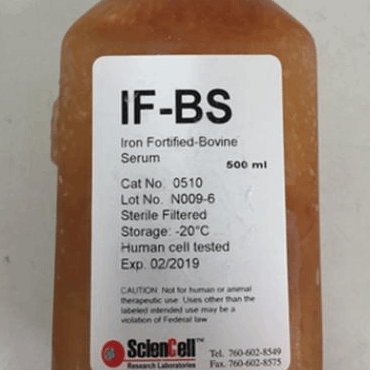 IF-BS
Iron Fortified-Bovine
Serum
500 ml
Cat No. 0510
Lot No. N009-6
Sterile Filtered
Storage: -20°C
Human cell tested
Exp. 02/2019
CAUTION: Not for human or animal
therapeutic use. Uses other than the
labeled intended use may be a
violation of Federal law.
ScienCell™
Research Laboratories
Tel. 760-602-8549
Fax. 760-602-8575